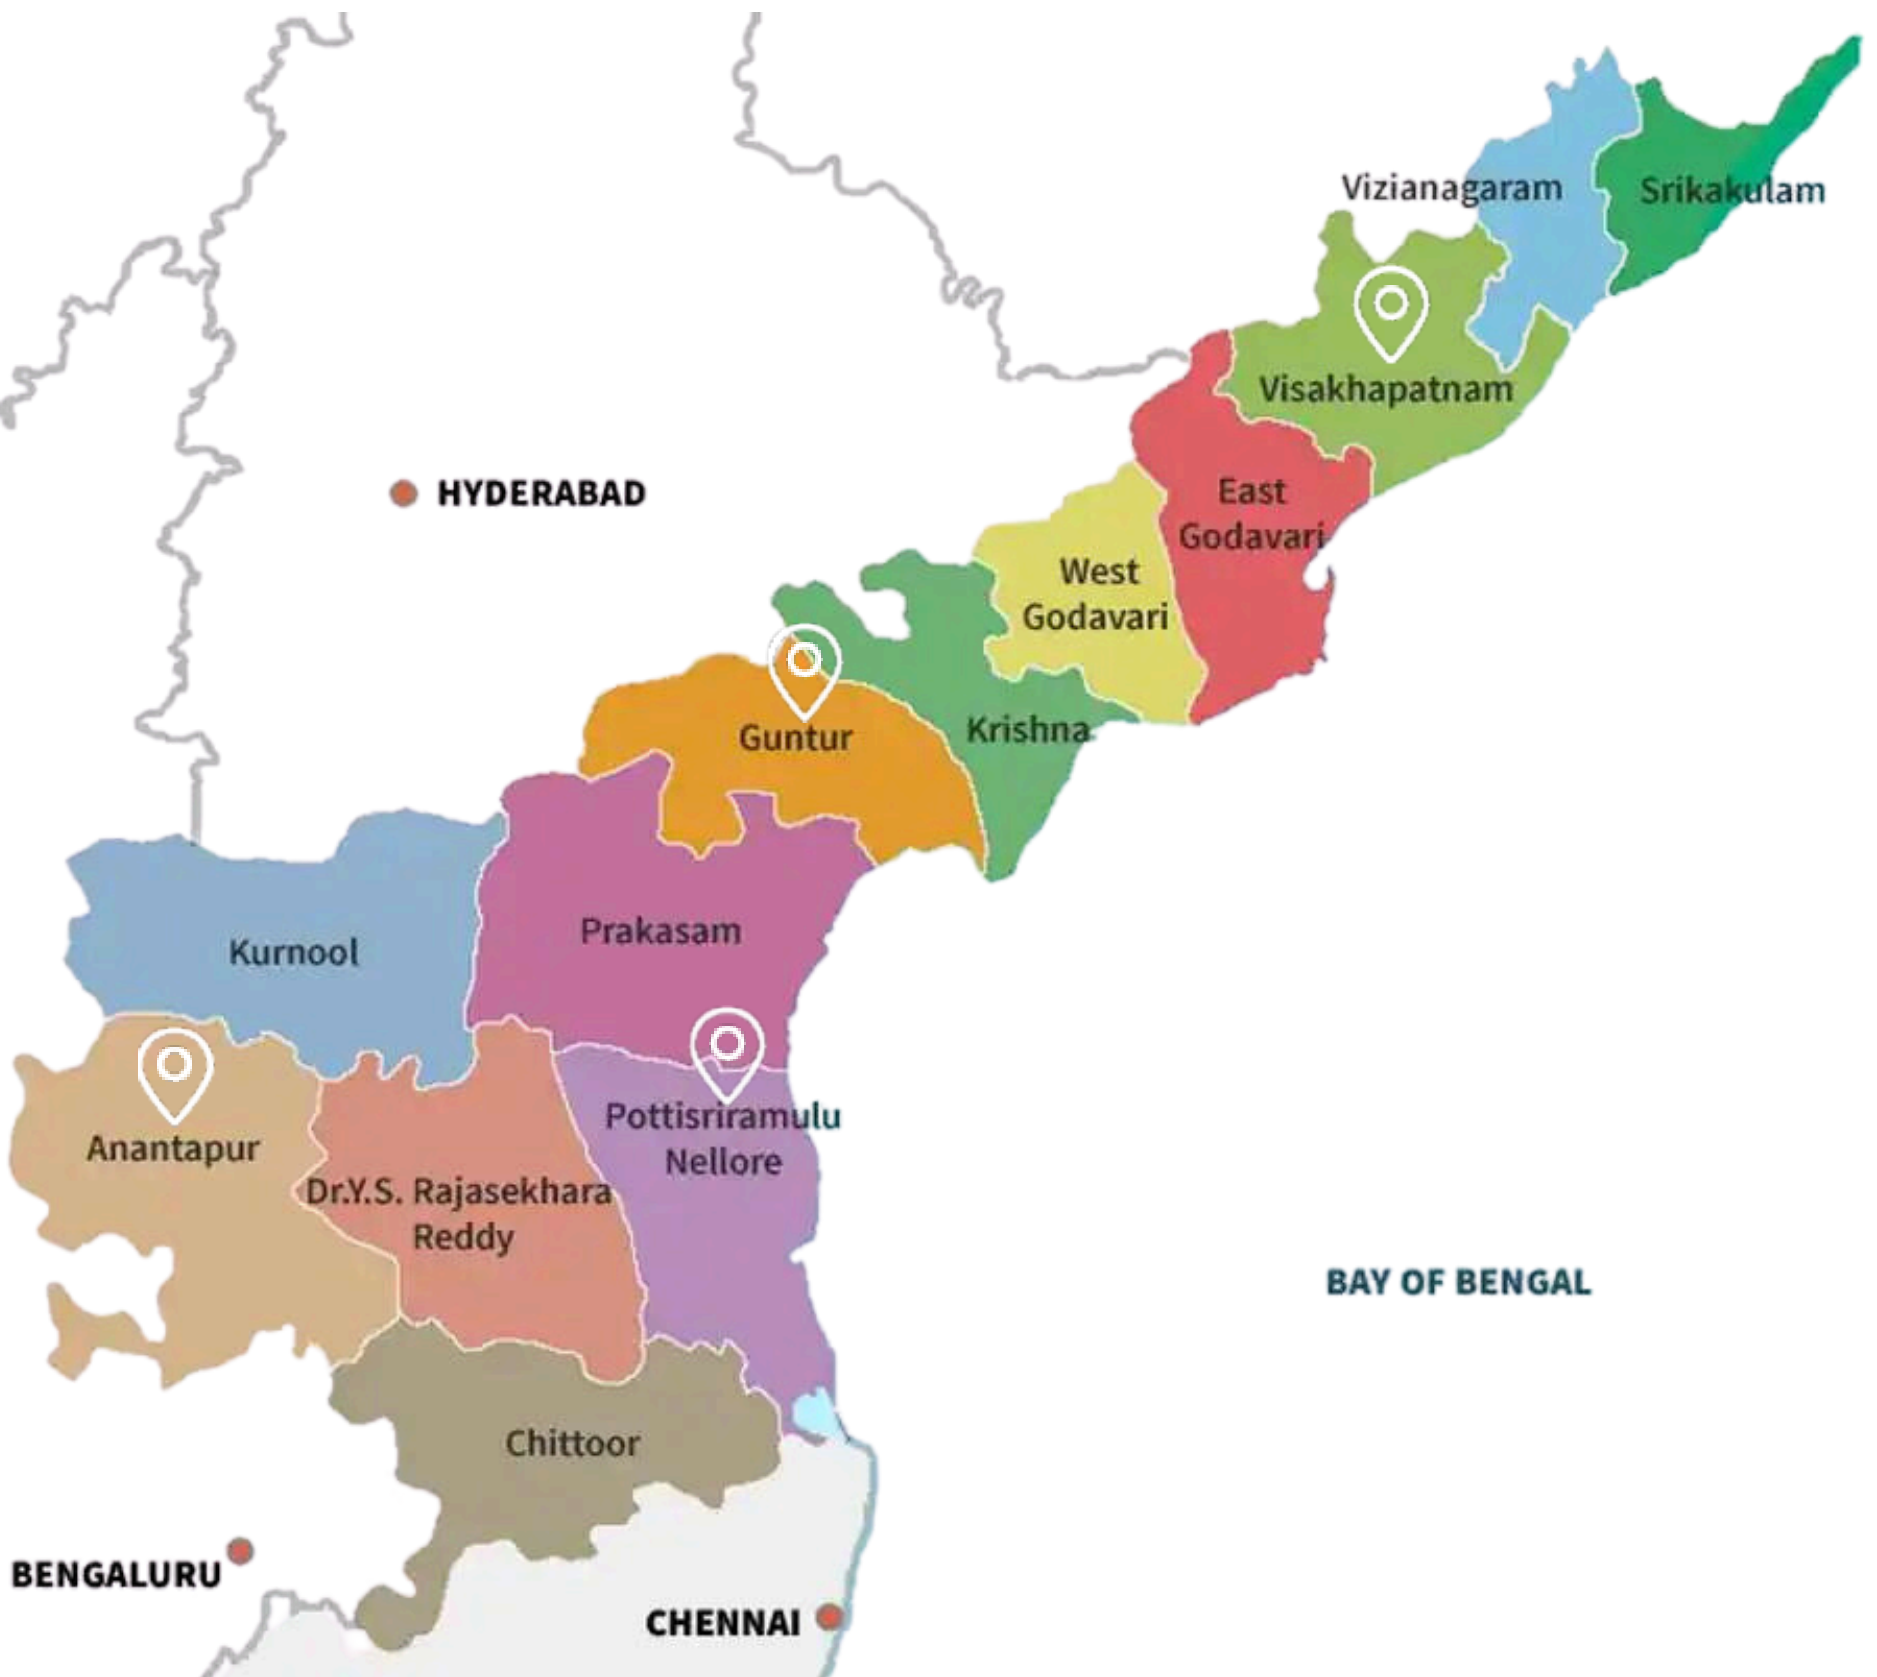 Vizianagaram
Srikakulam
Visakhapatnam
HYDERABAD
East
Godavari
West
Godavari
Krishna
Guntur
Prakasam
Kurnool
Pottisriramulu
Nellore
Anantapur
Dr.Y.S. Rajasekhara
Reddy
BAY OF BENGAL
Chittoor
BENGALURU
CHENNAI